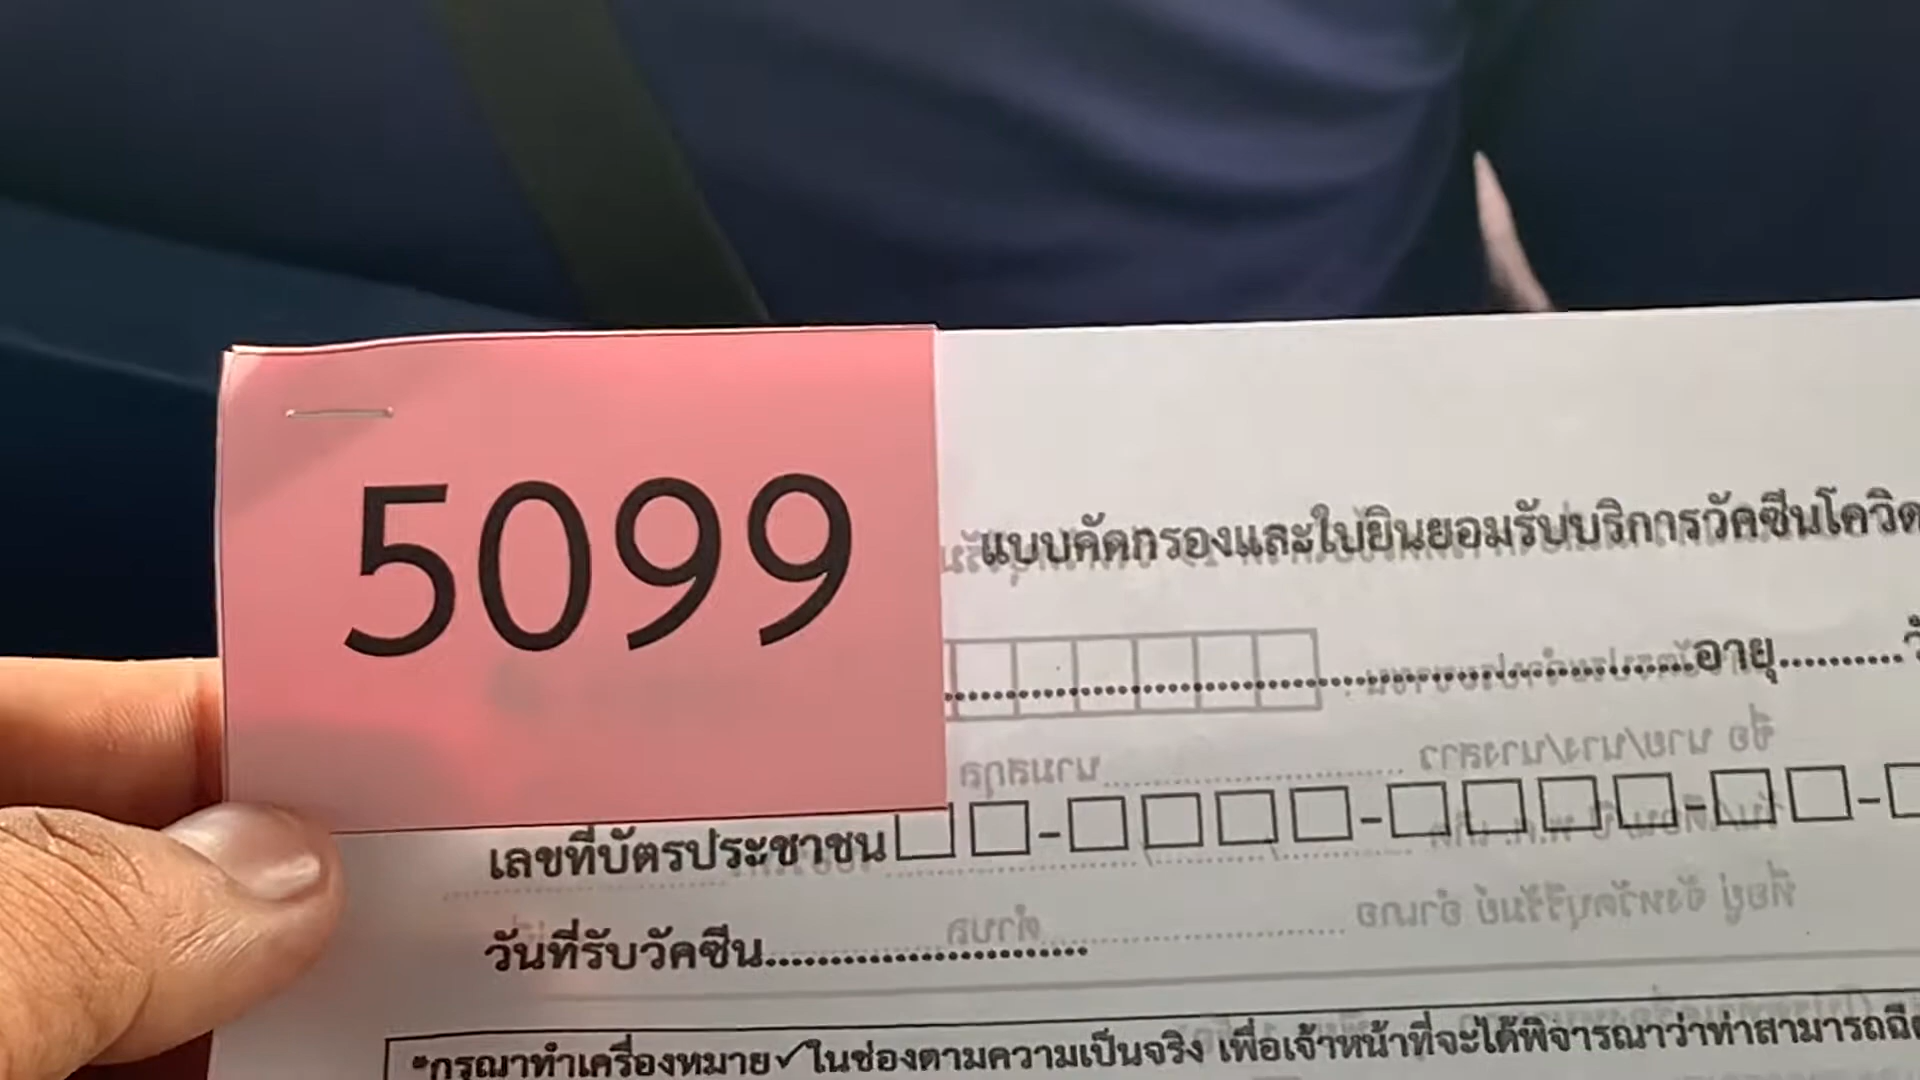 5099
แบบคัดกรองและใบยินยอมรับบริการวัคซีนโควิด
อายุ
เลขที่บัตรประชาชน
วันที่รับวัคซีน
*กรุณาทำเครื่องหมาย✓ในช่องตามความเป็นจริง เพื่อเจ้าหน้าที่จะได้พิจารณาว่าท่าสามารถฉีด